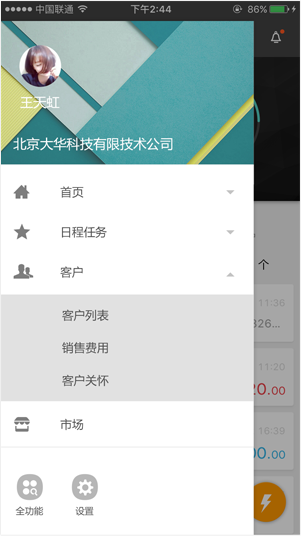 中国联通 下午2:44 86%
王天虹
北京大华科技有限技术公司
首页
日程任务
客户
个
客户列表
11:36
326...
销售费用
客户关怀
11:20
20.00
市场
16:39
00.00
全功能
设置